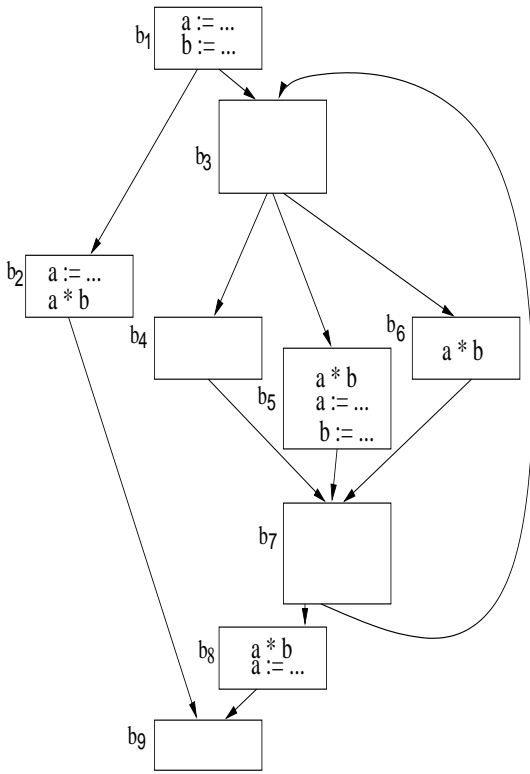 b1
a := ...
b := ...
b3
b2
a := ...
a * b
b4
b5
a * b
a := ...
b := ...
b6
a * b
b7
b8
a * b
a := ...
b9